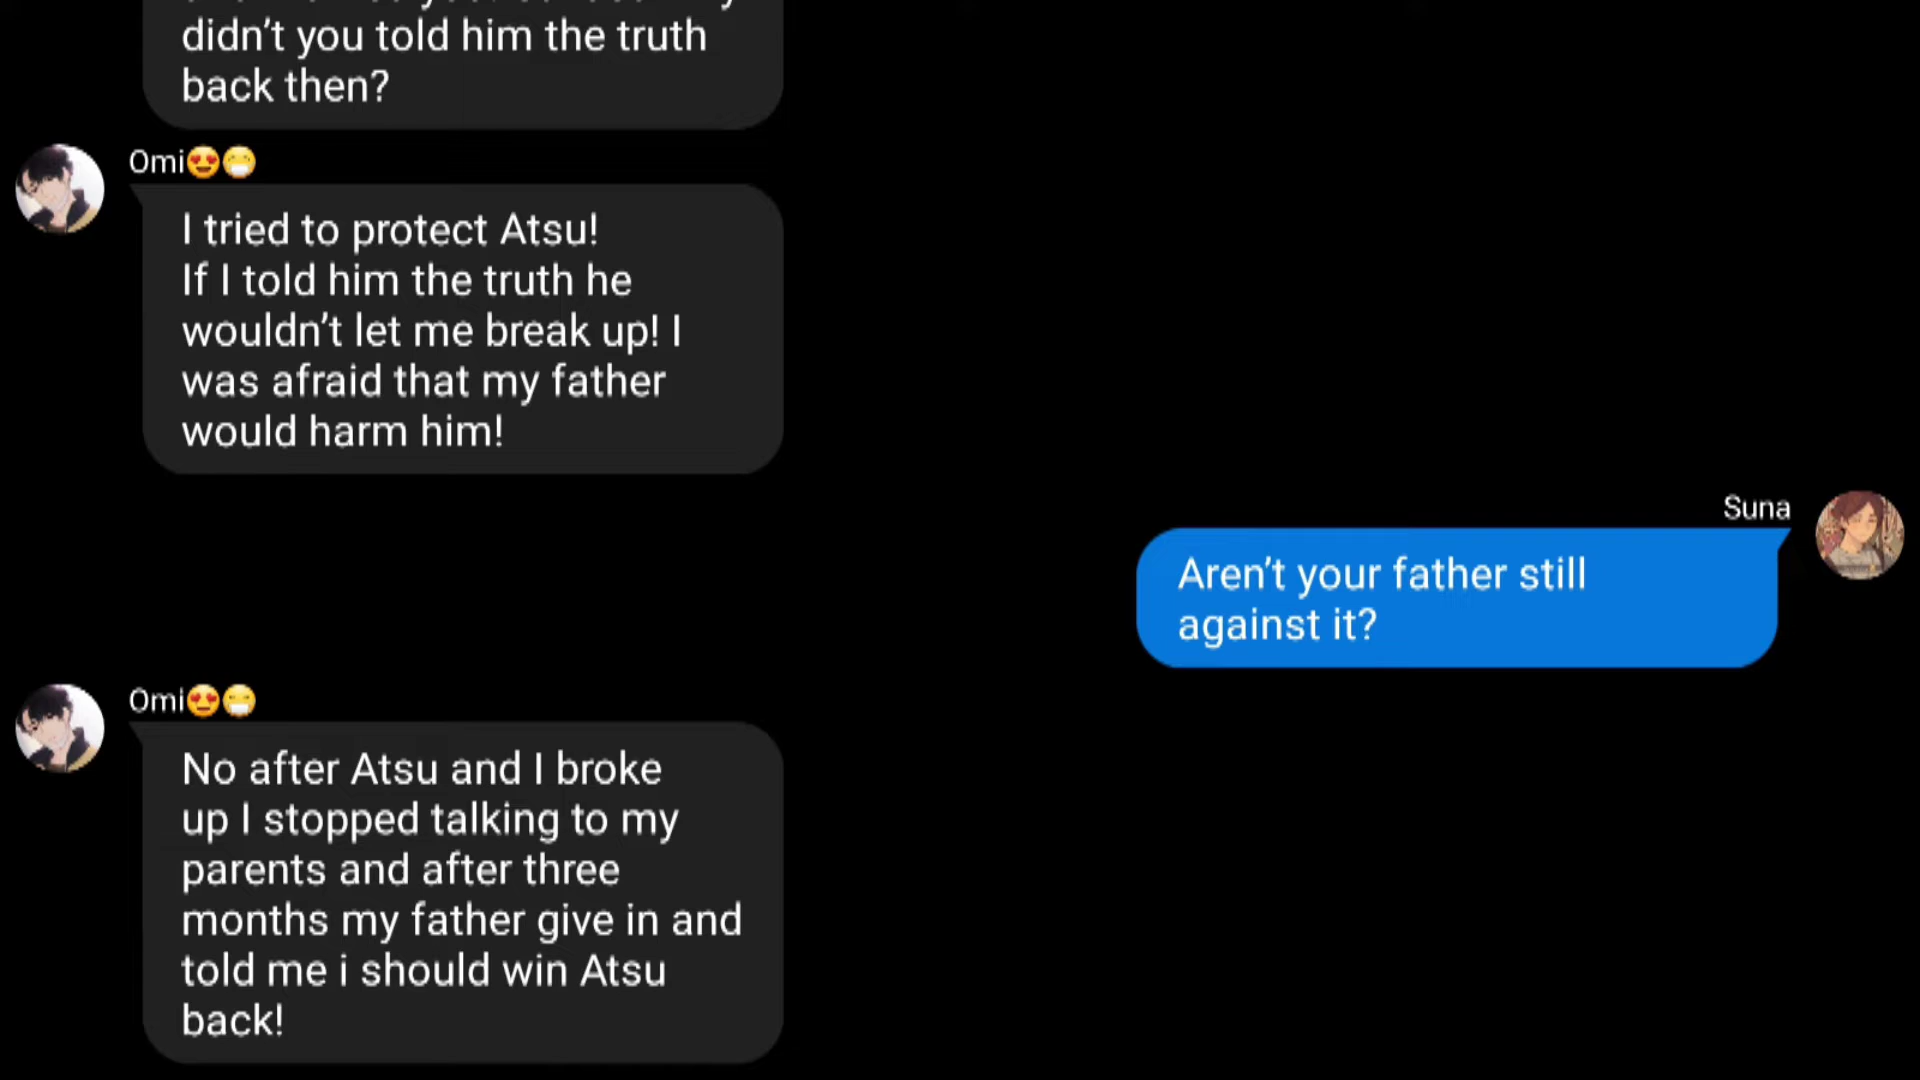 didn't you told him the truth
back then?
Omi😍😷
I tried to protect Atsu!
If I told him the truth he
wouldn't let me break up! I
was afraid that my father
would harm him!
Suna
Aren't your father still
against it?
Omi😍😷
No after Atsu and I broke
up I stopped talking to my
parents and after three
months my father give in and
told me i should win Atsu
back!